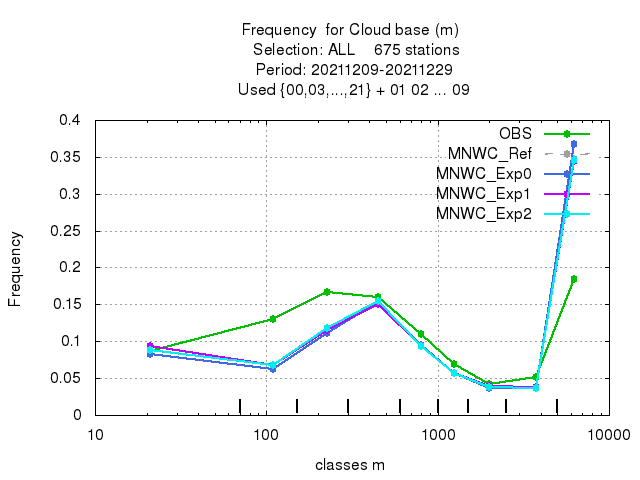 Frequency for Cloud base (m)
Selection: ALL 675 stations
Period: 20211209-20211229
Used {00,03,...,21} + 01 02 ... 09
0.4
0.35
0.3
0.25
0.2
0.15
0.1
0.05
0
Frequency
OBS
MNWC_Ref
MNWC_Exp0
MNWC_Exp1
MNWC_Exp2
10
100
1000
10000
classes m